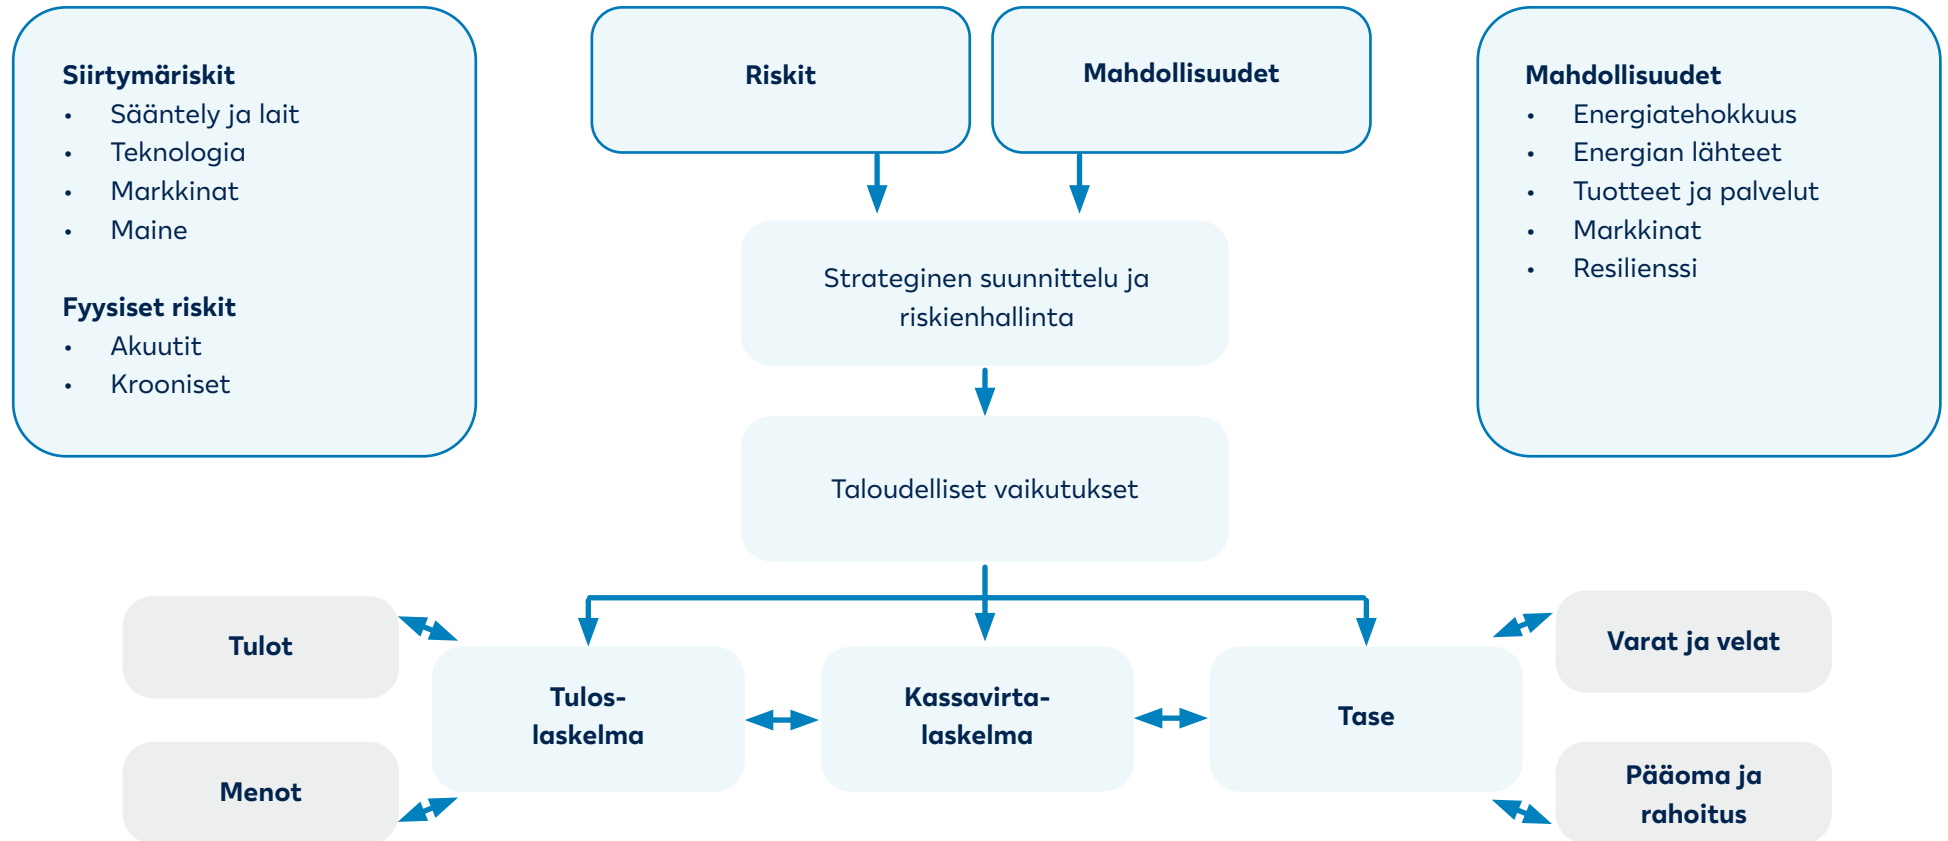 Siirtymäriskit
• Sääntely ja lait
• Teknologia
• Markkinat
• Maine
Fyysiset riskit
• Akuutit
• Krooniset
Riskit
Mahdollisuudet
Mahdollisuudet
• Energiatehokkuus
• Energian lähteet
• Tuotteet ja palvelut
• Markkinat
• Resilienssi
Strateginen suunnittelu ja
riskienhallinta
Taloudelliset vaikutukset
Tulot
Menot
Tulos-
laskelma
Kassavirta-
laskelma
Tase
Varat ja velat
Pääoma ja
rahoitus